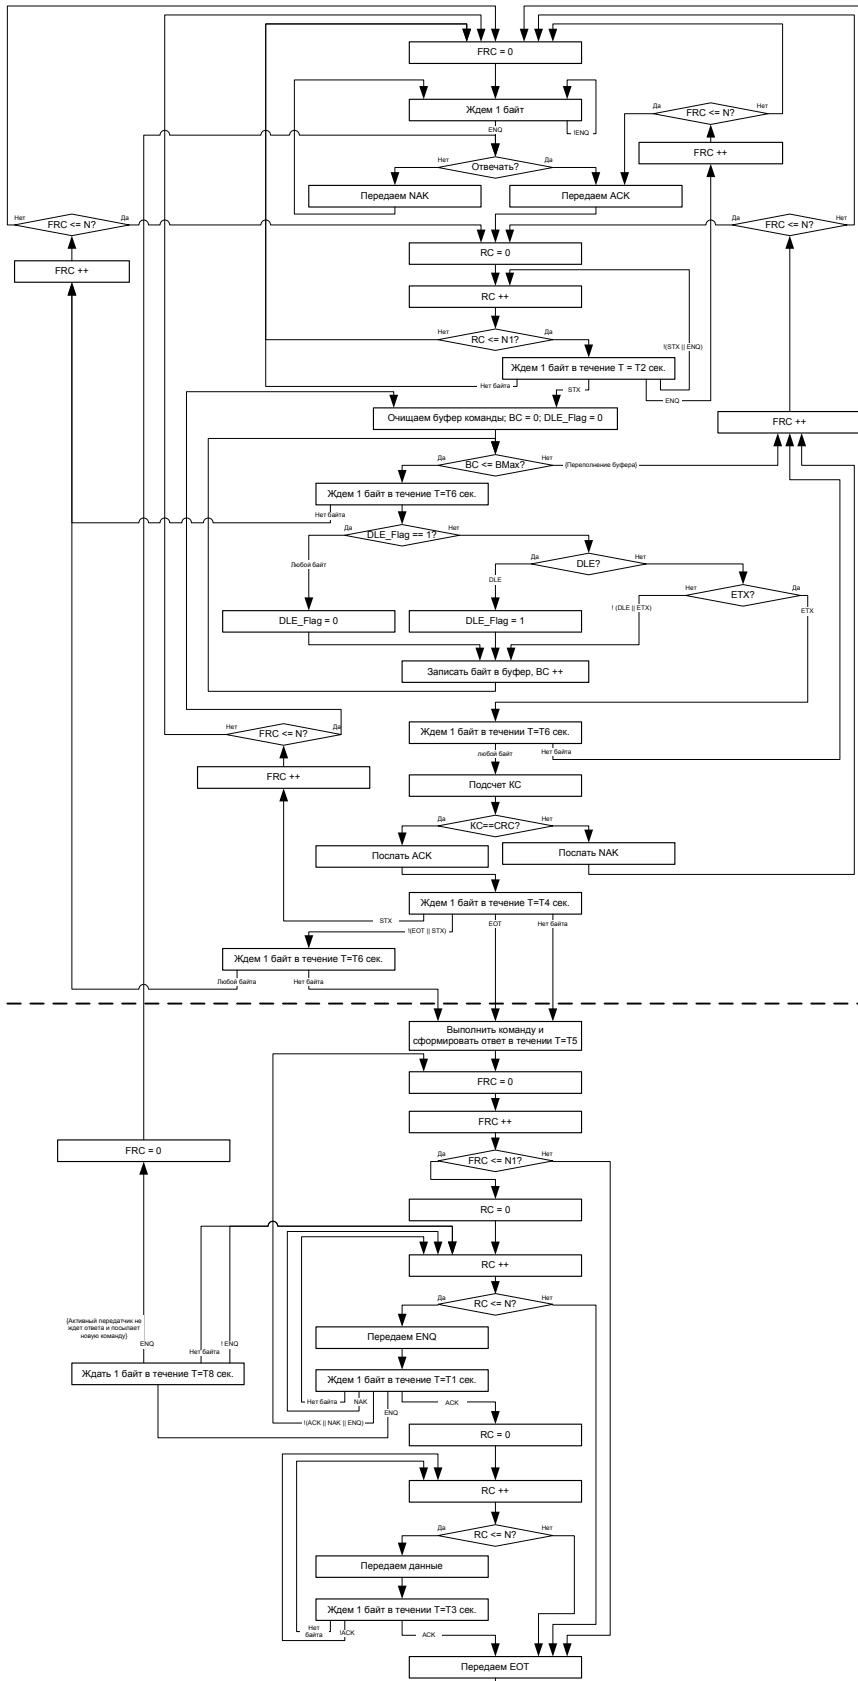 FRC = 0
Ждем 1 байт
ENQ
!ENQ
Да
FRC <= N?
Нет
FRC ++
Нет
Отвечать?
Да
Передаем NAK
Передаем ACK
Нет
FRC <= N?
Да
Да
FRC <= N?
Нет
RC = 0
FRC ++
RC ++
Нет
RC <= N1?
Да
!(STX || ENQ)
Ждем 1 байт в течение T = T2 сек.
Нет байта
STX
ENQ
Очищаем буфер команды; BC = 0; DLE_Flag = 0
FRC ++
Да
BC <= BMax?
Нет
{Переполнение буфера}
Ждем 1 байт в течение T=T6 сек.
Нет байта
Да
DLE_Flag == 1?
Нет
Любой байт
Да
DLE?
Нет
DLE
Нет
ETX?
Да
! (DLE || ETX)
ETX
DLE_Flag = 0
DLE_Flag = 1
Записать байт в буфер, BC ++
Нет
FRC <= N?
Да
Ждем 1 байт в течении T=T6 сек.
любой байт
Нет байта
FRC ++
Подсчет КС
Да
КС==CRC?
Нет
Послать ACK
Послать NAK
Ждем 1 байт в течение T=T4 сек.
STX
!(EOT || STX)
EOT
Нет байта
Ждем 1 байт в течение T=T6 сек.
Любой байта
Нет байта
Выполнить команду и
сформировать ответ в течении T=T5
FRC = 0
FRC ++
FRC = 0
Да
FRC <= N1?
Нет
RC = 0
RC ++
Да
RC <= N?
Нет
{Активный передатчик не
ждет ответа и посылает
новую команду}
ENQ
Нет байта
! ENQ
Передаем ENQ
Ждать 1 байт в течение T=T8 сек.
Ждем 1 байт в течение T=T1 сек.
Нет байта
NAK
!(ACK || NAK || ENQ)
ENQ
ACK
RC = 0
RC ++
Да
RC <= N?
Нет
Передаем данные
Ждем 1 байт в течении T=T3 сек.
Нет
байта
!ACK
ACK
Передаем EOT